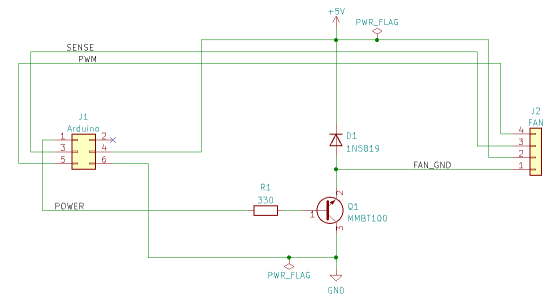 +5V
PWR_FLAG
SENSE
PWM
J1
Arduino
1 2
3 4
5 6
J2
FAN
4
3
2
1
D1
1N5819
FAN_GND
R1
330
POWER
2
1
Q1
MMBT100
3
PWR_FLAG
GND